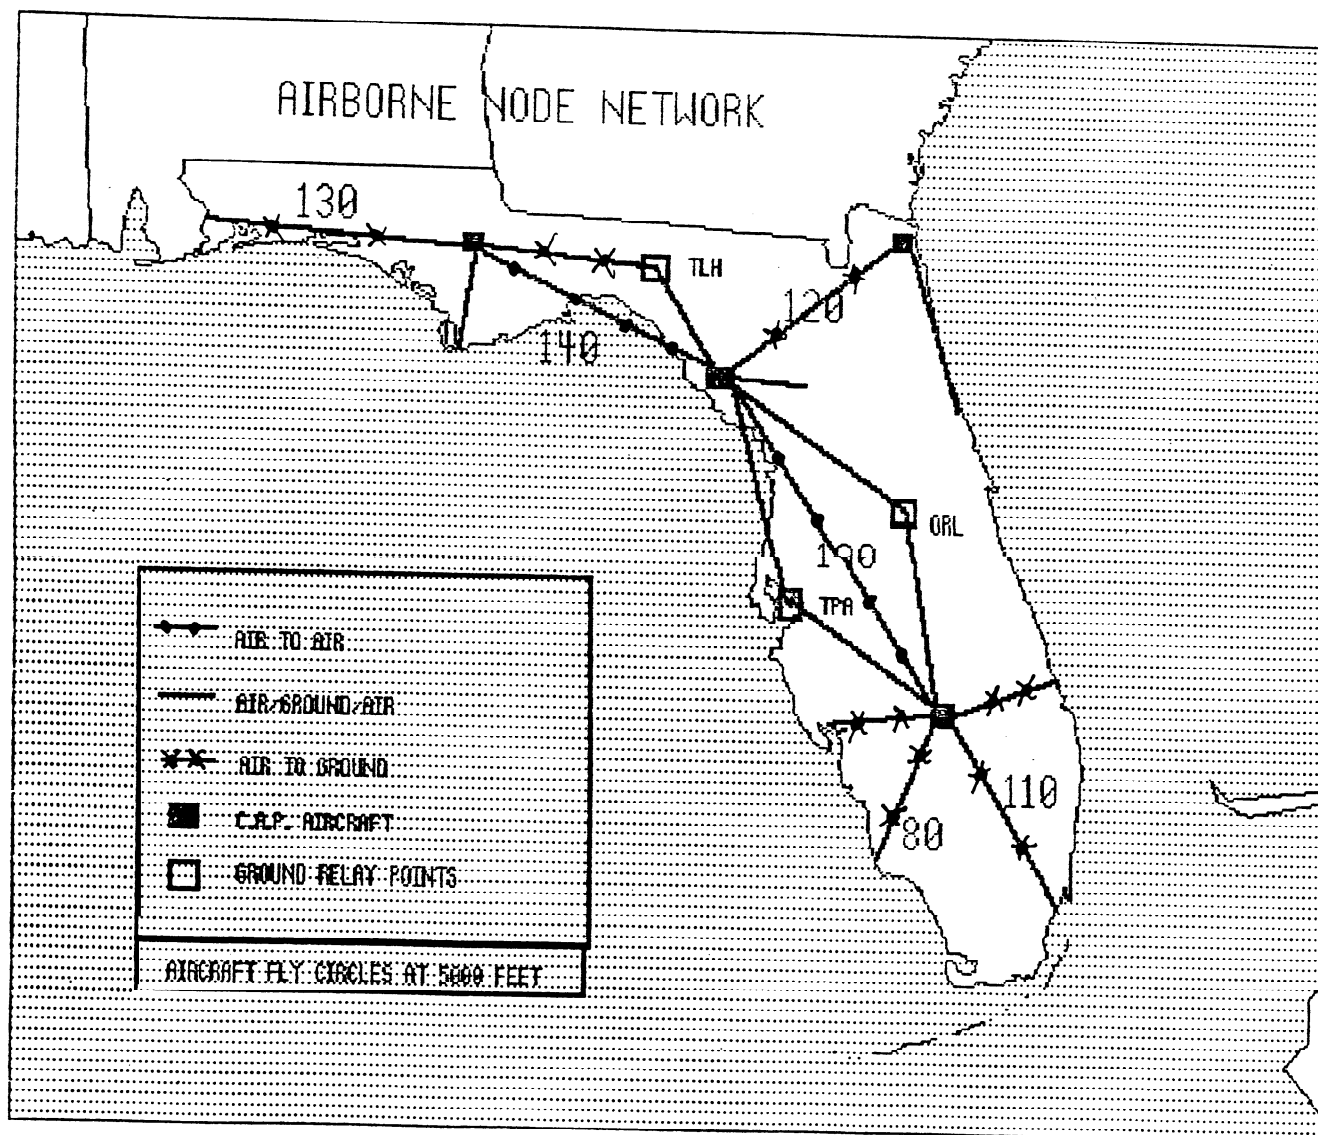 AIRBORNE NODE NETWORK
130
TLH
120
140
ORL
190
TPA
110
80
AIR TO AIR
AIR/GROUND/AIR
AIR TO GROUND
C.A.P. AIRCRAFT
GROUND RELAY POINTS
AIRCRAFT FLY CIRCLES AT 5000 FEET